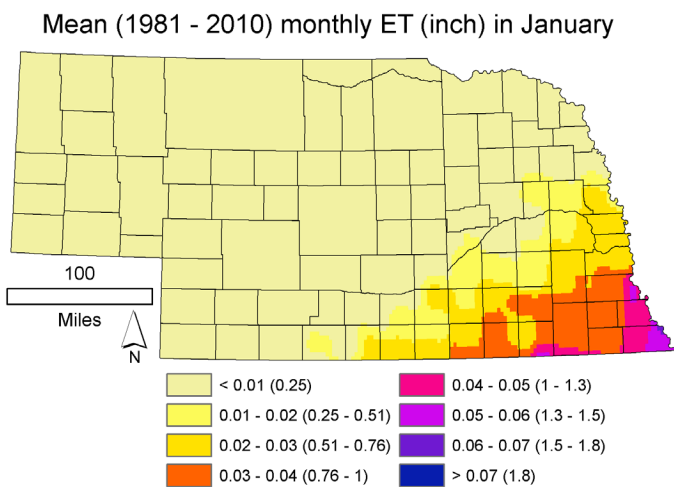 Mean (1981 - 2010) monthly ET (inch) in January
100
Miles
N
< 0.01 (0.25)
0.01 - 0.02 (0.25 - 0.51)
0.02 - 0.03 (0.51 - 0.76)
0.03 - 0.04 (0.76 - 1)
0.04 - 0.05 (1 - 1.3)
0.05 - 0.06 (1.3 - 1.5)
0.06 - 0.07 (1.5 - 1.8)
> 0.07 (1.8)